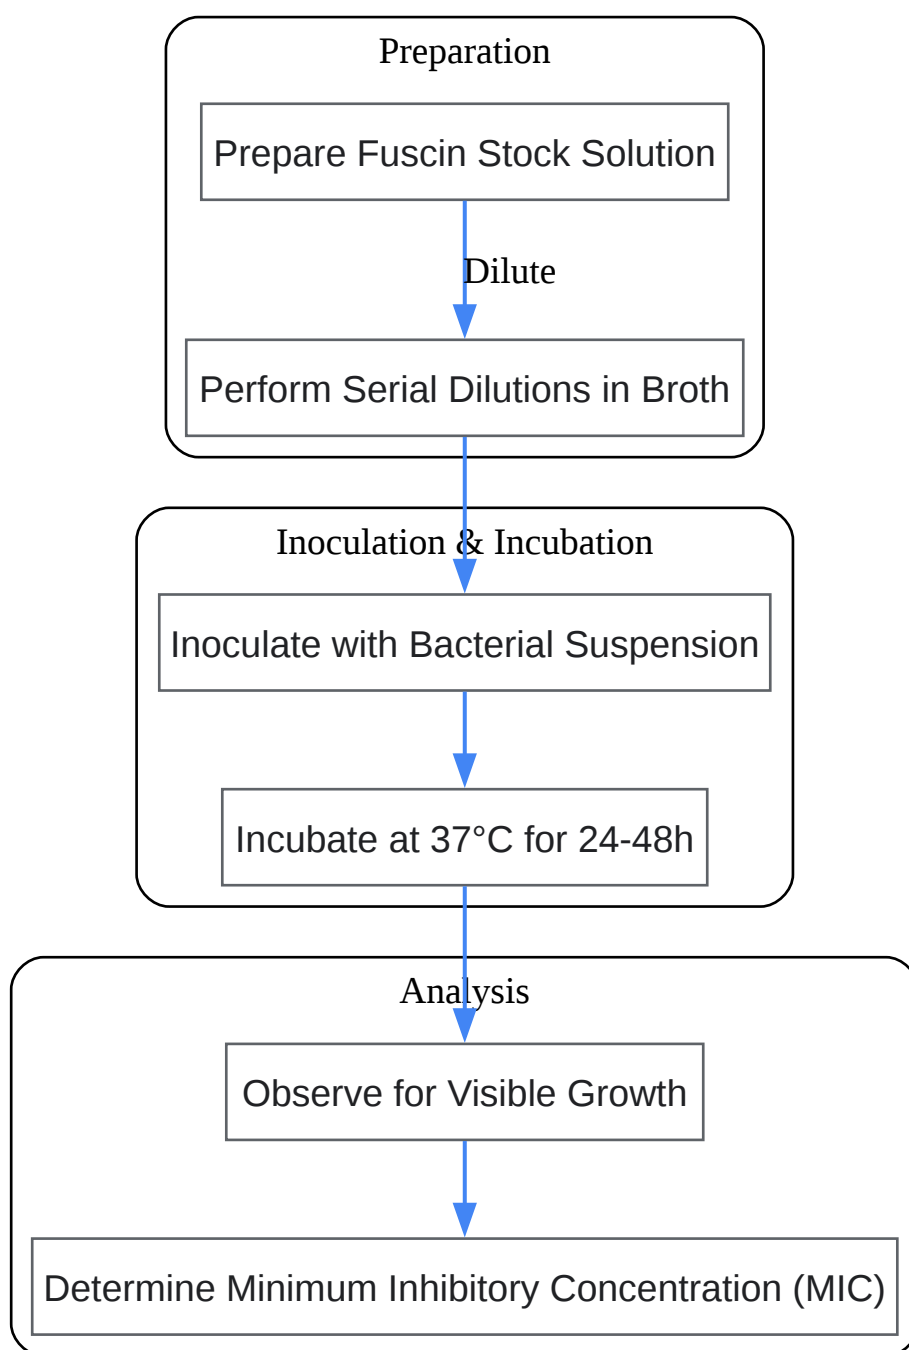 Preparation
Prepare Fuscin Stock Solution
Dilute
Perform Serial Dilutions in Broth
Inoculation & Incubation
Inoculate with Bacterial Suspension
Incubate at 37°C for 24-48h
Analysis
Observe for Visible Growth
Determine Minimum Inhibitory Concentration (MIC)